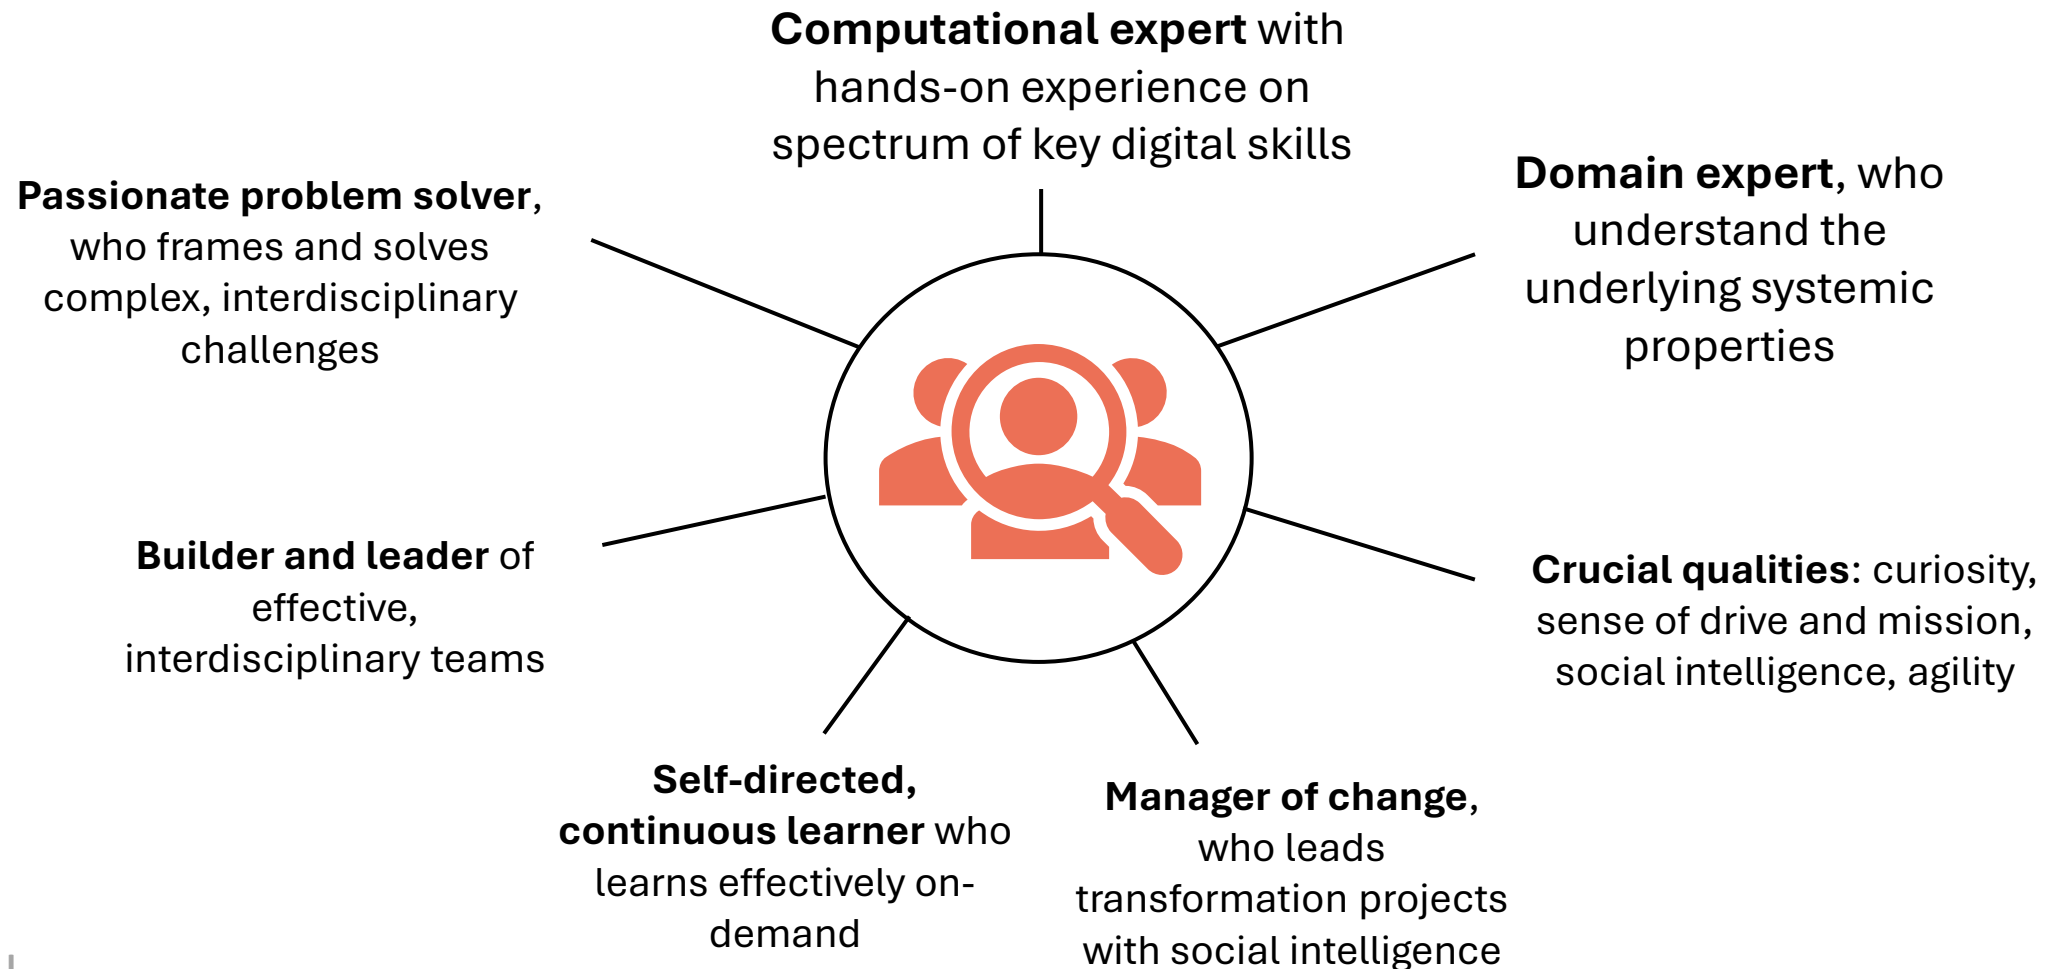 Computational expert with
hands-on experience on
spectrum of key digital skills
Passionate problem solver,
who frames and solves
complex, interdisciplinary
challenges
Domain expert, who
understand the
underlying systemic
properties
Builder and leader of
effective,
interdisciplinary teams
Crucial qualities: curiosity,
sense of drive and mission,
social intelligence, agility
Self-directed,
continuous learner who
learns effectively on-
demand
Manager of change,
who leads
transformation projects
with social intelligence